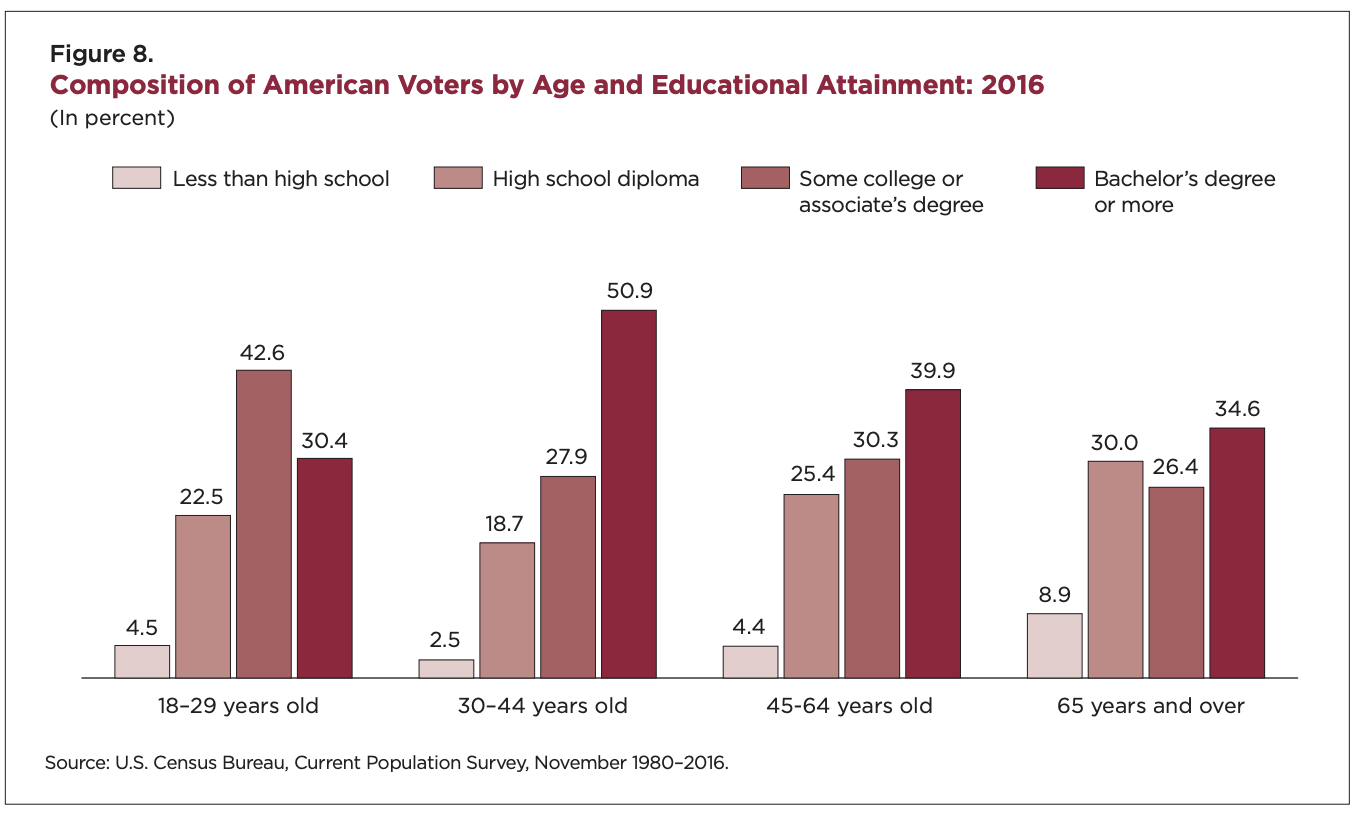 Figure 8.
Composition of American Voters by Age and Educational Attainment: 2016
(In percent)
Less than high school
High school diploma
Some college or
associate's degree
Bachelor's degree
or more
4.5
22.5
42.6
30.4
2.5
18.7
27.9
50.9
4.4
25.4
30.3
39.9
8.9
30.0
26.4
34.6
18–29 years old
30–44 years old
45-64 years old
65 years and over
Source: U.S. Census Bureau, Current Population Survey, November 1980–2016.